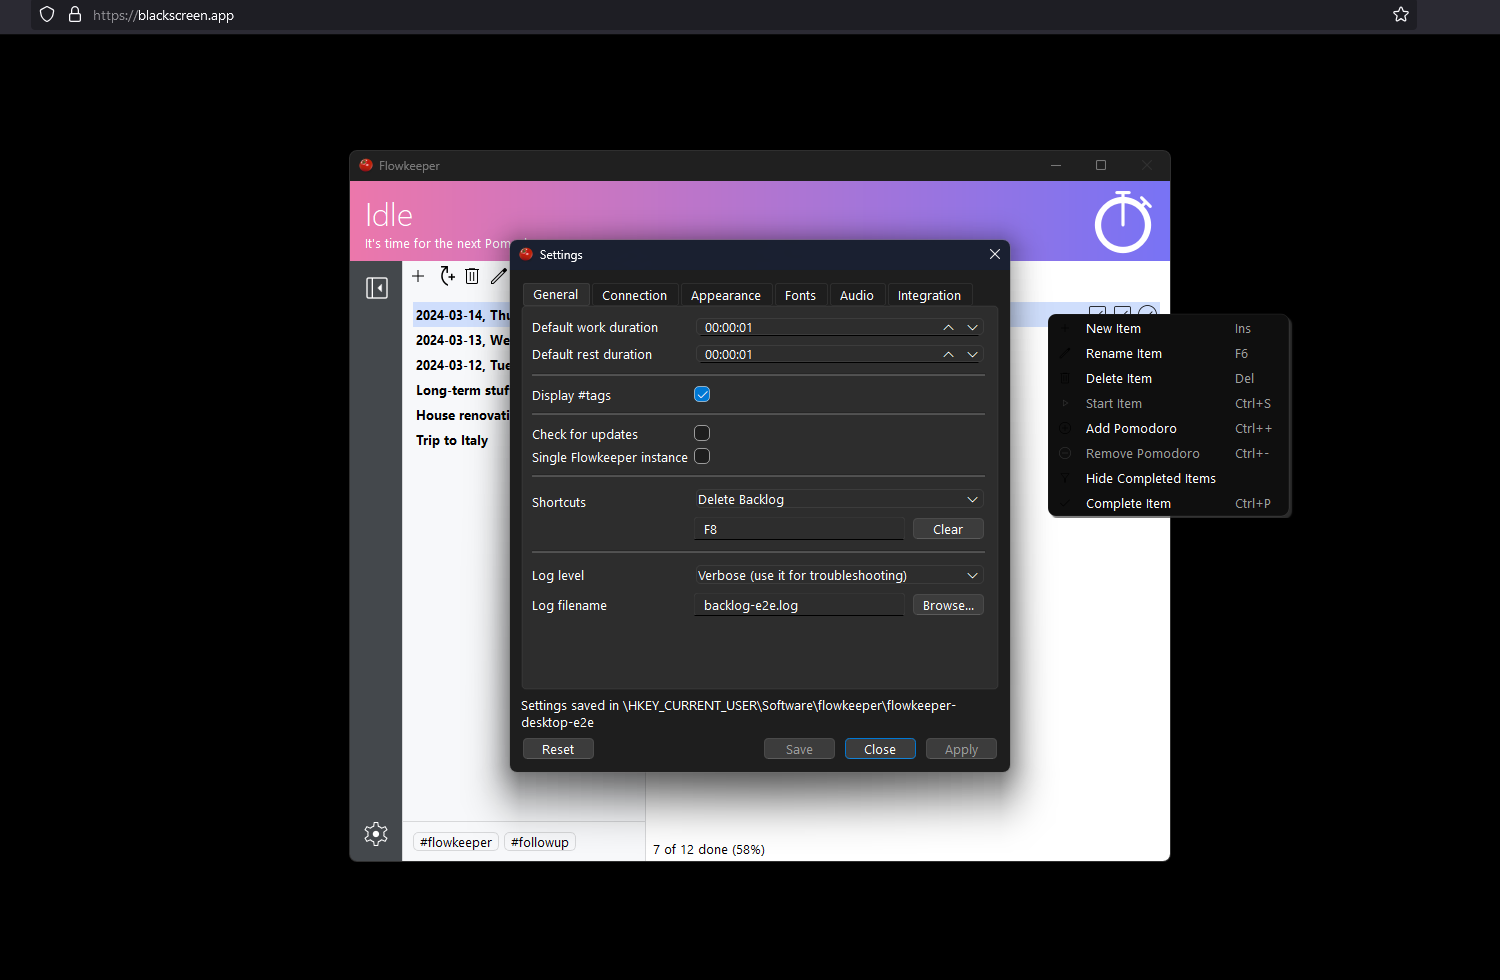 https://blackscreen.app
Flowkeeper
Idle
It's time for the next Pom
Settings
General Connection Appearance Fonts Audio Integration
Default work duration 00:00:01
Default rest duration 00:00:01
Display #tags
Check for updates
Single Flowkeeper instance
Shortcuts Delete Backlog
F8 Clear
Log level Verbose (use it for troubleshooting)
Log filename backlog-e2e.log Browse...
Settings saved in \HKEY_CURRENT_USER\Software\flowkeeper\flowkeeper-
desktop-e2e
Reset Save Close Apply
2024-03-14, Thu
2024-03-13, We
2024-03-12, Tue
Long-term stuf
House renovati
Trip to Italy
New Item Ins
Rename Item F6
Delete Item Del
Start Item Ctrl+S
Add Pomodoro Ctrl++
Remove Pomodoro Ctrl+-
Hide Completed Items
Complete Item Ctrl+P
#flowkeeper #followup
7 of 12 done (58%)